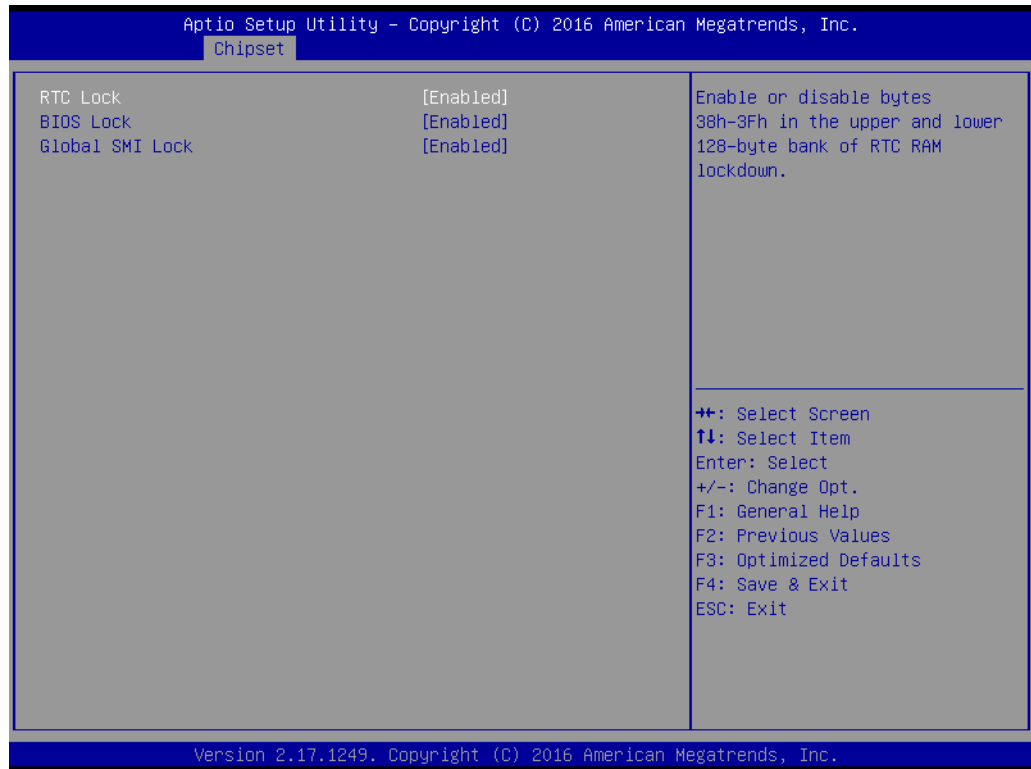 Aptio Setup Utility – Copyright (C) 2016 American Megatrends, Inc.
Chipset
RTC Lock [Enabled]
BIOS Lock [Enabled]
Global SMI Lock [Enabled]
Enable or disable bytes
38h-3Fh in the upper and lower
128-byte bank of RTC RAM
lockdown.
→←: Select Screen
↑↓: Select Item
Enter: Select
+/-: Change Opt.
F1: General Help
F2: Previous Values
F3: Optimized Defaults
F4: Save & Exit
ESC: Exit
Version 2.17.1249. Copyright (C) 2016 American Megatrends, Inc.